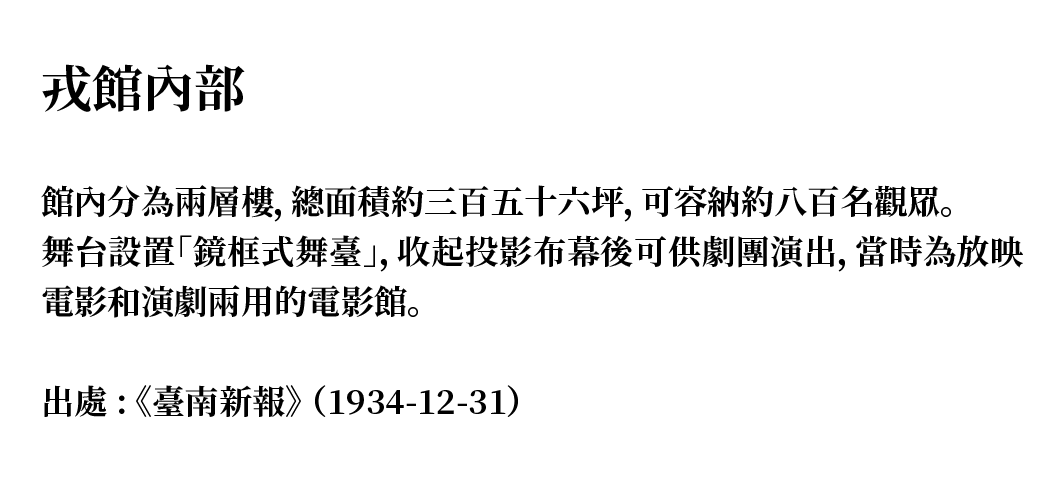 戎館內部
館內分為兩層樓，總面積約三百五十六坪，可容納約八百名觀眾。
舞台設置「鏡框式舞臺」，收起投影布幕後可供劇團演出，當時為放映
電影和演劇兩用的電影館。
出處：《臺南新報》（1934-12-31）